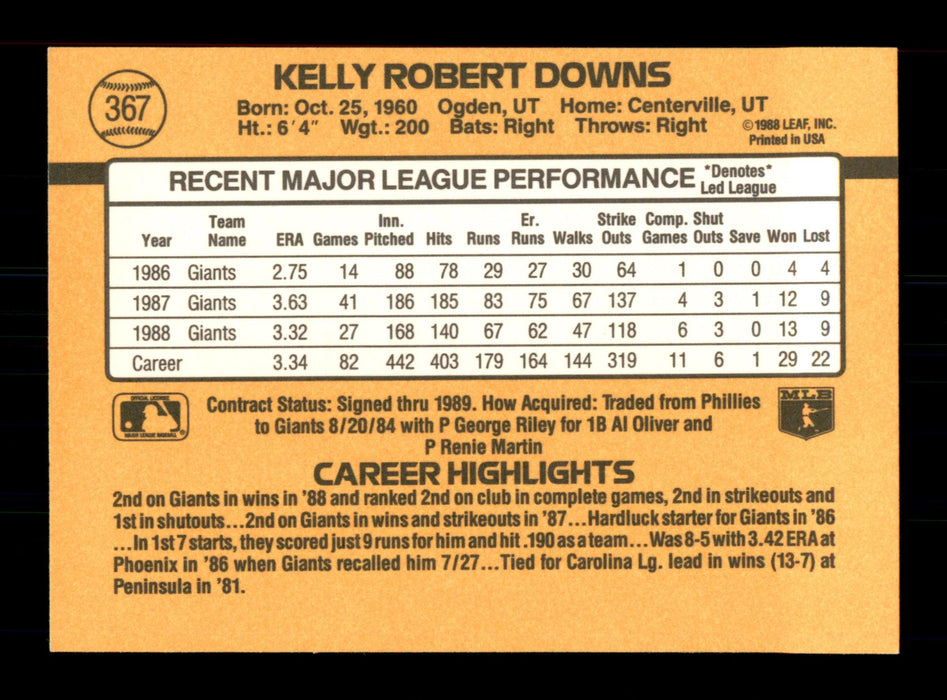 367
KELLY ROBERT DOWNS
Born: Oct. 25, 1960 Ogden, UT Home: Centerville, UT
Ht.: 6'4" Wgt.: 200 Bats: Right Throws: Right
©1988 LEAF, INC.
Printed in USA
RECENT MAJOR LEAGUE PERFORMANCE *Denotes*
Led League
Team Inn. Er. Strike Comp. Shut
Year Name ERA Games Pitched Hits Runs Runs Walks Outs Games Outs Save Won Lost
1986 Giants 2.75 14 88 78 29 27 30 64 1 0 0 4 4
1987 Giants 3.63 41 186 185 83 75 67 137 4 3 1 12 9
1988 Giants 3.32 27 168 140 67 62 47 118 6 3 0 13 9
Career 3.34 82 442 403 179 164 144 319 11 6 1 29 22
OFFICIAL LICENSEE
MAJOR LEAGUE BASEBALL
MLB
Contract Status: Signed thru 1989. How Acquired: Traded from Phillies
to Giants 8/20/84 with P George Riley for 1B Al Oliver and
P Renie Martin
CAREER HIGHLIGHTS
2nd on Giants in wins in '88 and ranked 2nd on club in complete games, 2nd in strikeouts and
1st in shutouts...2nd on Giants in wins and strikeouts in '87...Hardluck starter for Giants in '86
...In 1st 7 starts, they scored just 9 runs for him and hit .190 as a team...Was 8-5 with 3.42 ERA at
Phoenix in '86 when Giants recalled him 7/27...Tied for Carolina Lg. lead in wins (13-7) at
Peninsula in '81.